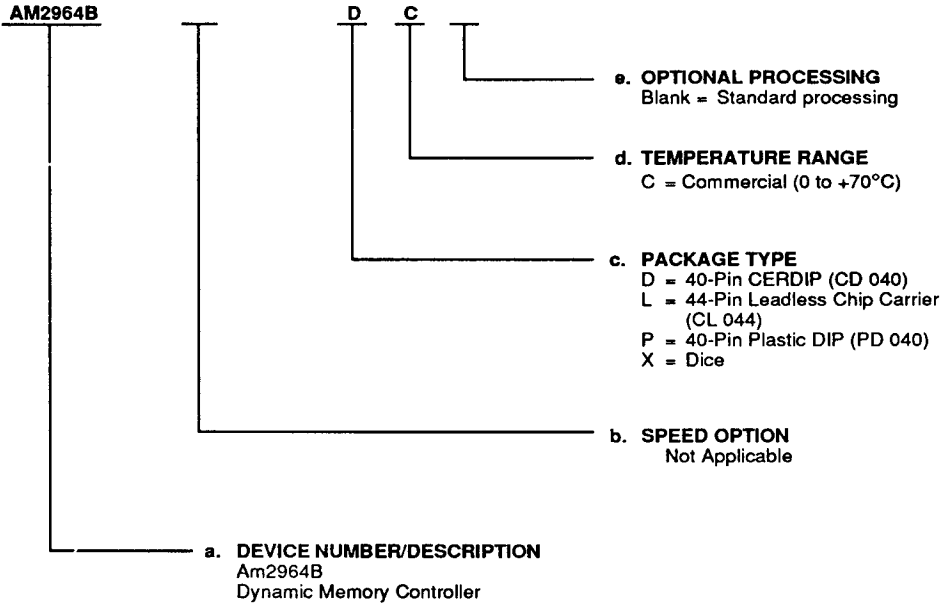 AM2964B D C
e. OPTIONAL PROCESSING
Blank = Standard processing
d. TEMPERATURE RANGE
C = Commercial (0 to +70°C)
c. PACKAGE TYPE
D = 40-Pin CERDIP (CD 040)
L = 44-Pin Leadless Chip Carrier
(CL 044)
P = 40-Pin Plastic DIP (PD 040)
X = Dice
b. SPEED OPTION
Not Applicable
a. DEVICE NUMBER/DESCRIPTION
Am2964B
Dynamic Memory Controller